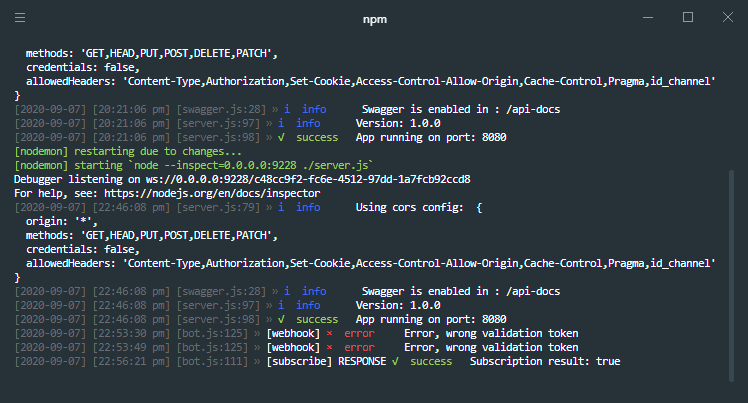 npm
methods: 'GET,HEAD,PUT,POST,DELETE,PATCH',
credentials: false,
allowedHeaders: 'Content-Type,Authorization,Set-Cookie,Access-Control-Allow-Origin,Cache-Control,Pragma,id_channel'
}
[2020-09-07] [20:21:06 pm] [swagger.js:28] » i info Swagger is enabled in : /api-docs
[2020-09-07] [20:21:06 pm] [server.js:97] » i info Version: 1.0.0
[2020-09-07] [20:21:06 pm] [server.js:98] » √ success App running on port: 8080
[nodemon] restarting due to changes...
[nodemon] starting `node --inspect=0.0.0.0:9228 ./server.js`
Debugger listening on ws://0.0.0.0:9228/c48cc9f2-fc6e-4512-97dd-1a7fcb92ccd8
For help, see: https://nodejs.org/en/docs/inspector
[2020-09-07] [22:46:08 pm] [server.js:79] » i info Using cors config: {
origin: '*',
methods: 'GET,HEAD,PUT,POST,DELETE,PATCH',
credentials: false,
allowedHeaders: 'Content-Type,Authorization,Set-Cookie,Access-Control-Allow-Origin,Cache-Control,Pragma,id_channel'
}
[2020-09-07] [22:46:08 pm] [swagger.js:28] » i info Swagger is enabled in : /api-docs
[2020-09-07] [22:46:08 pm] [server.js:97] » i info Version: 1.0.0
[2020-09-07] [22:46:08 pm] [server.js:98] » √ success App running on port: 8080
[2020-09-07] [22:53:30 pm] [bot.js:125] » [webhook] × error Error, wrong validation token
[2020-09-07] [22:53:49 pm] [bot.js:125] » [webhook] × error Error, wrong validation token
[2020-09-07] [22:56:21 pm] [bot.js:111] » [subscribe] RESPONSE √ success Subscription result: true